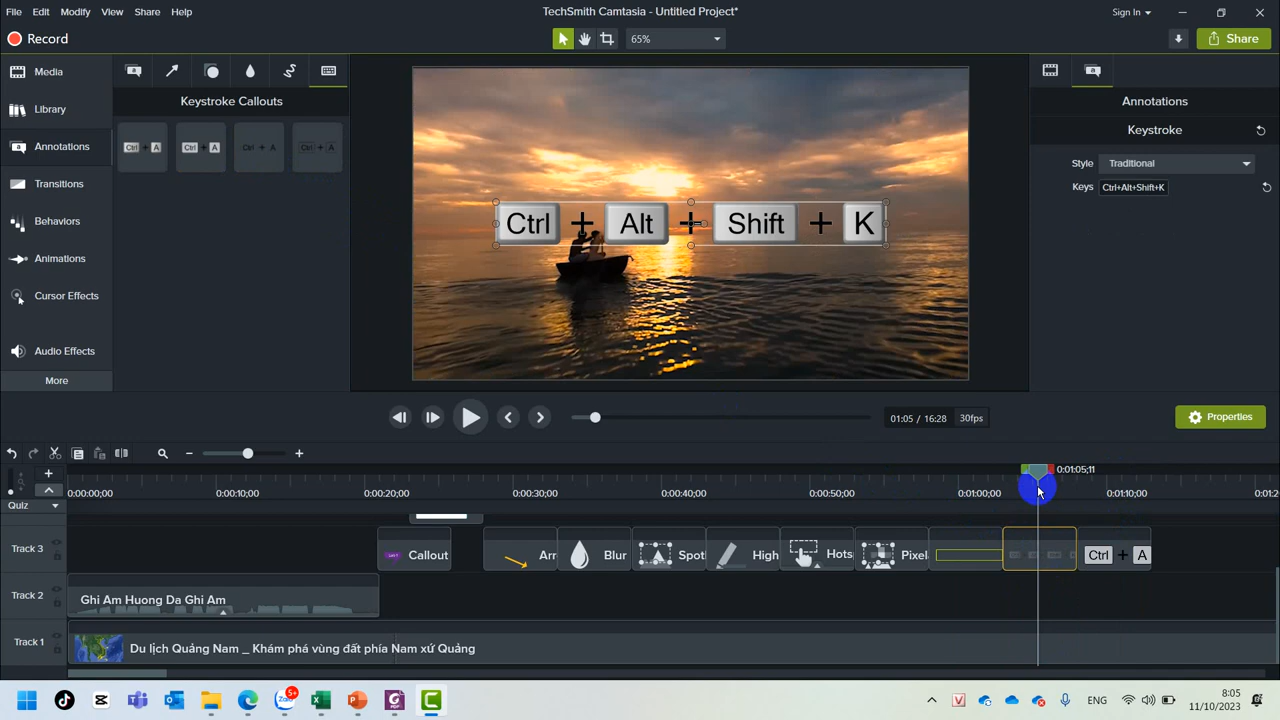 TechSmith Camtasia - Untitled Project*
File Edit Modify View Share Help
Sign In
Record
65%
Share
Media
Library
Annotations
Transitions
Behaviors
Animations
Cursor Effects
Audio Effects
More
Keystroke Callouts
Ctrl + A
Ctrl + A
Ctrl + A
Ctrl + A
Ctrl + Alt + Shift + K
Annotations
Keystroke
Style Traditional
Keys Ctrl+Alt+Shift+K
01:05 / 16:28 30fps
Properties
0:01:05;11
0:00:00;00 0:00:10;00 0:00:20;00 0:00:30;00 0:00:40;00 0:00:50;00 0:01:00;00 0:01:10;00 0:01:2
Quiz
Track 3
Callout Arr Blur Spot High Hots Pixel Ctrl + A
Track 2
Ghi Am Huong Da Ghi Am
Track 1
Du lịch Quảng Nam _ Khám phá vùng đất phía Nam xứ Quảng
Zalo 5+
ENG
8:05
11/10/2023